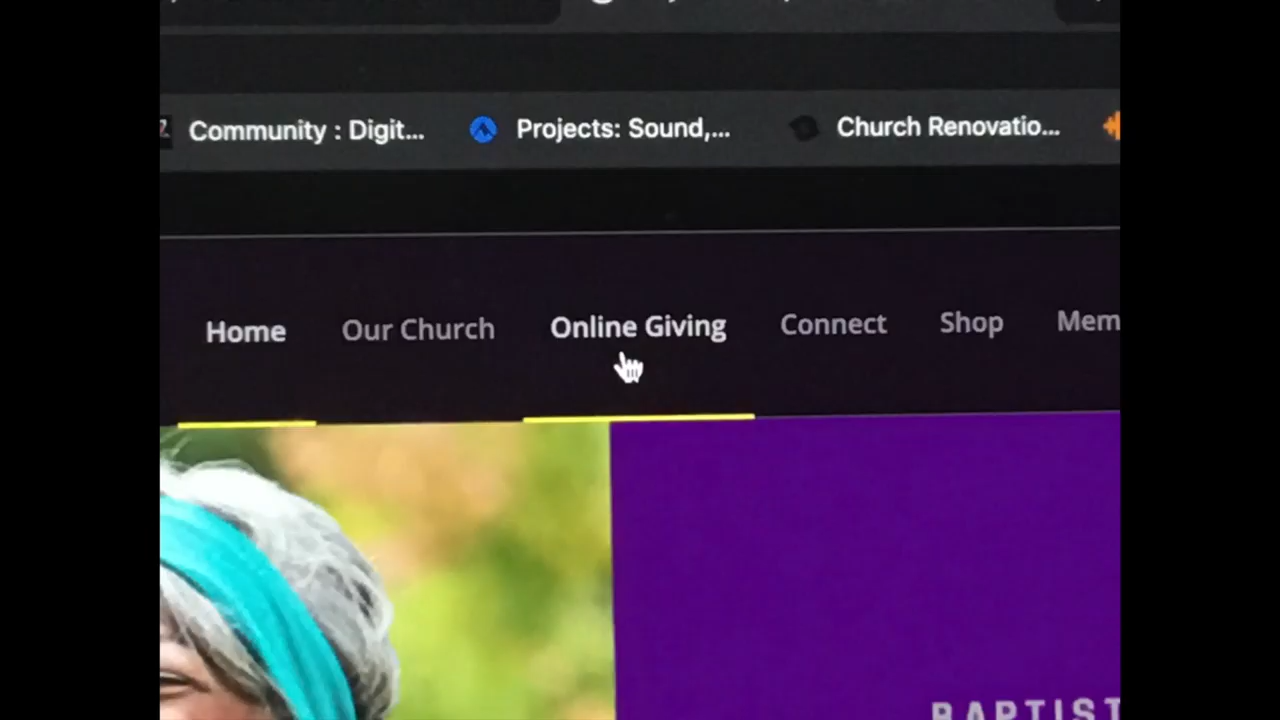 Community : Digit...
Projects: Sound,...
Church Renovatio...
Home
Our Church
Online Giving
Connect
Shop
Mem
BAPTIST